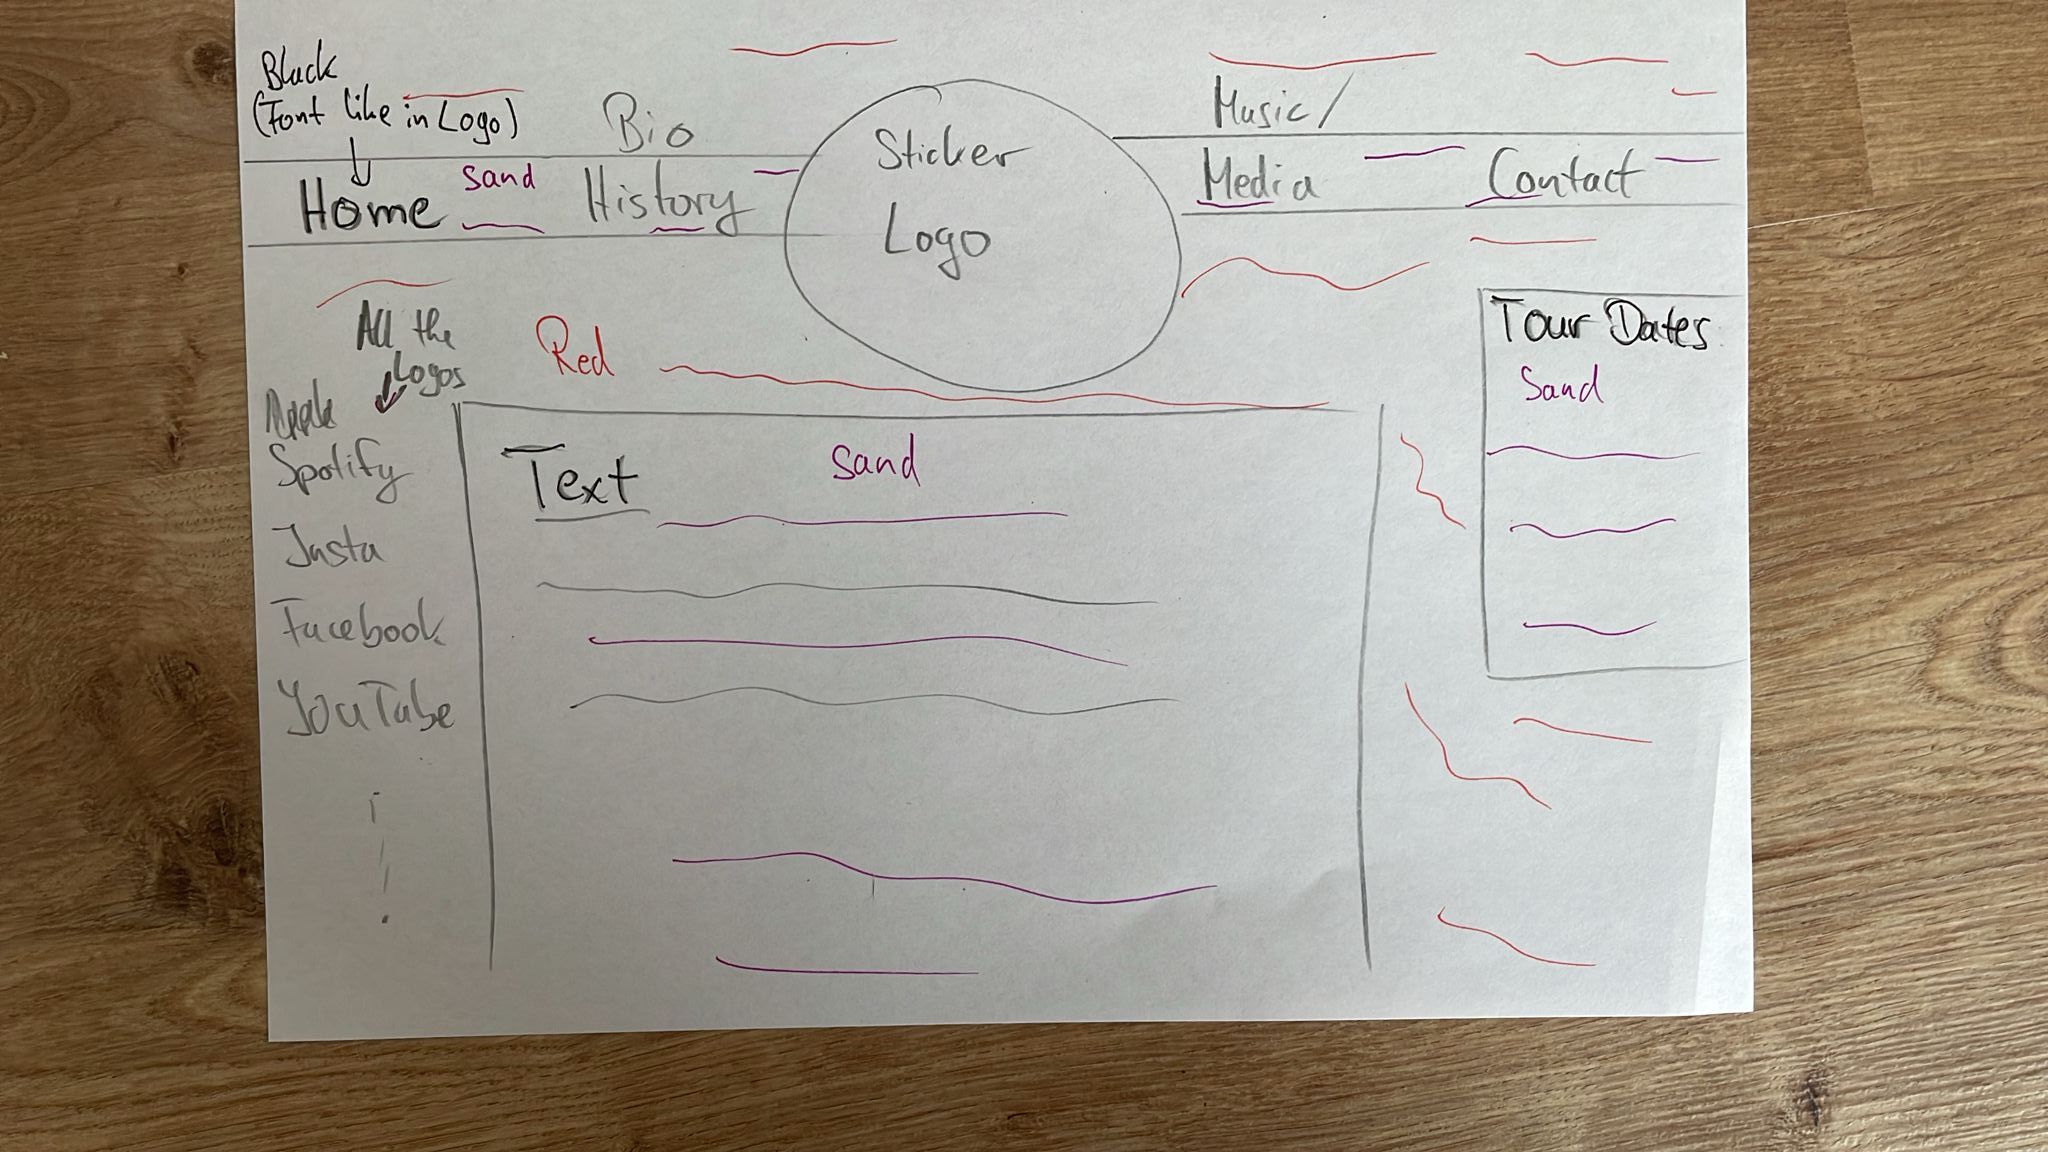 Black
(Font like in Logo)
Home
sand
Bio
History
Sticker
Logo
Music/
Media
Contact
All the
Logos
Apple
Spotify
Insta
Facebook
YouTube
Red
Text
sand
Tour Dates
Sand